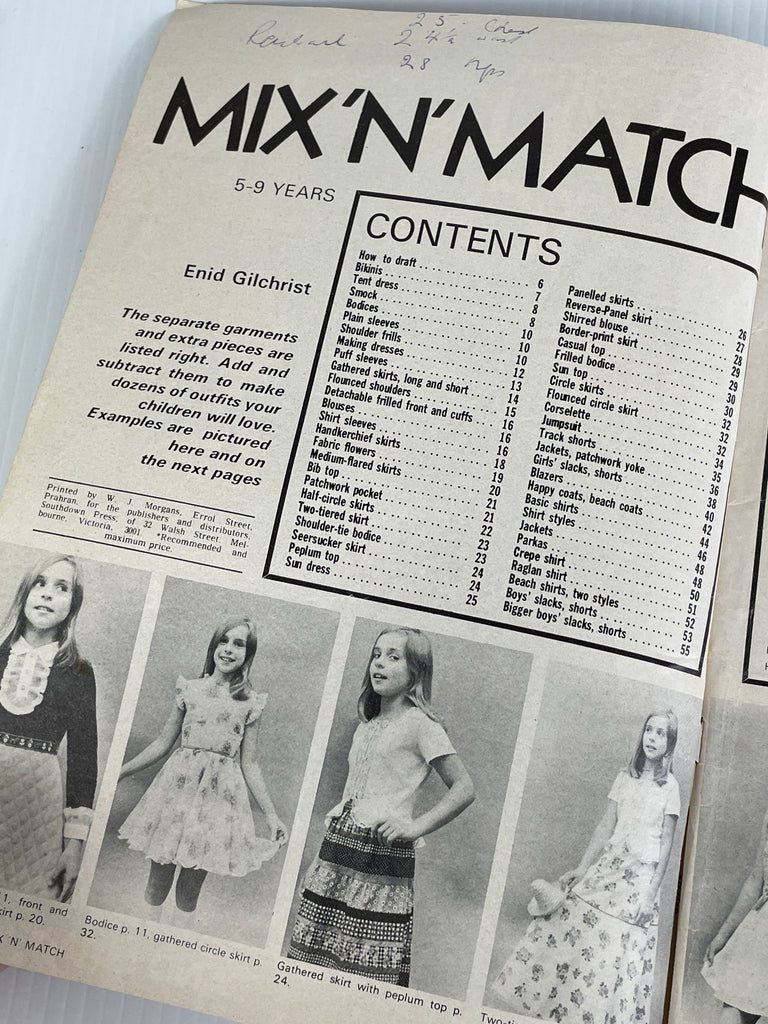 Rachael 25. Chest
24½ waist
28 hips
MIX'N'MATCH
5-9 YEARS
Enid Gilchrist
The separate garments
and extra pieces are
listed right. Add and
subtract them to make
dozens of outfits your
children will love.
Examples are pictured
here and on
the next pages
Printed by W. J. Morgans, Errol Street,
Prahran, for the publishers and distributors,
Southdown Press, of 32 Walsh Street, Mel-
bourne, Victoria, 3001. *Recommended and
maximum price.
CONTENTS
How to draft 6
Bikinis 7
Tent dress 8
Smock 8
Bodices 10
Plain sleeves 10
Shoulder frills 10
Making dresses 12
Puff sleeves 13
Gathered skirts, long and short 14
Flounced shoulders 15
Detachable frilled front and cuffs 16
Blouses 16
Shirt sleeves 16
Handkerchief skirts 18
Fabric flowers 19
Medium-flared skirts 20
Bib top 21
Patchwork pocket 21
Half-circle skirts 22
Two-tiered skirt 23
Shoulder-tie bodice 23
Seersucker skirt 24
Peplum top 24
Sun dress 25
Panelled skirts 26
Reverse-Panel skirt 27
Shirred blouse 28
Border-print skirt 29
Casual top 29
Frilled bodice 30
Sun top 30
Circle skirts 32
Flounced circle skirt 32
Corselette 32
Jumpsuit 34
Track shorts 35
Jackets, patchwork yoke 36
Girls' slacks, shorts 38
Blazers 40
Happy coats, beach coats 42
Basic shirts 44
Shirt styles 46
Jackets 48
Parkas 48
Crepe shirt 50
Raglan shirt 51
Beach shirts, two styles 52
Boys' slacks, shorts 53
Bigger boys' slacks, shorts 55
1, front and
kirt p. 20.
Bodice p. 11, gathered circle skirt p.
32.
Gathered skirt with peplum top p.
24.
Two-ti
X 'N' MATCH